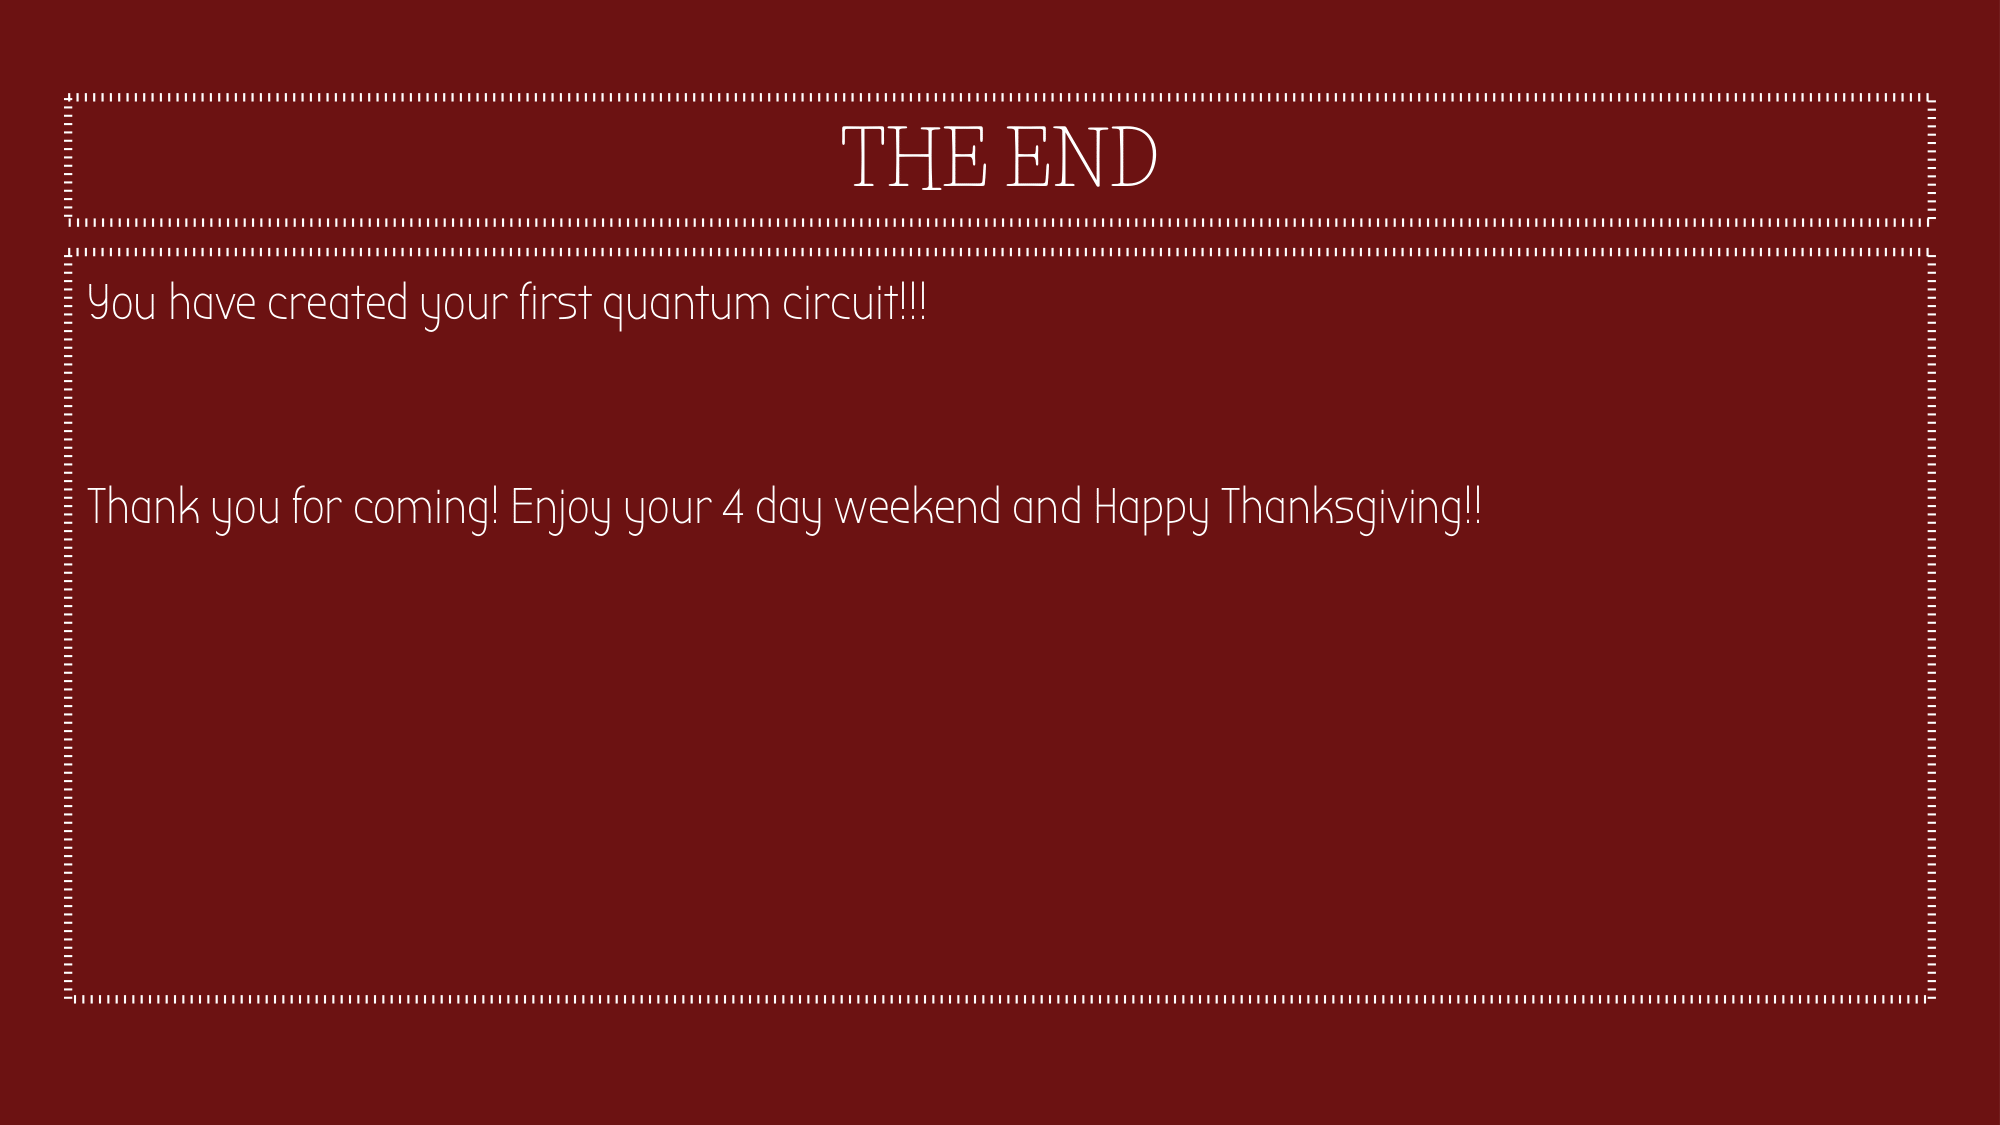 THE END
You have created your first quantum circuit!!!
Thank you for coming! Enjoy your 4 day weekend and Happy Thanksgiving!!